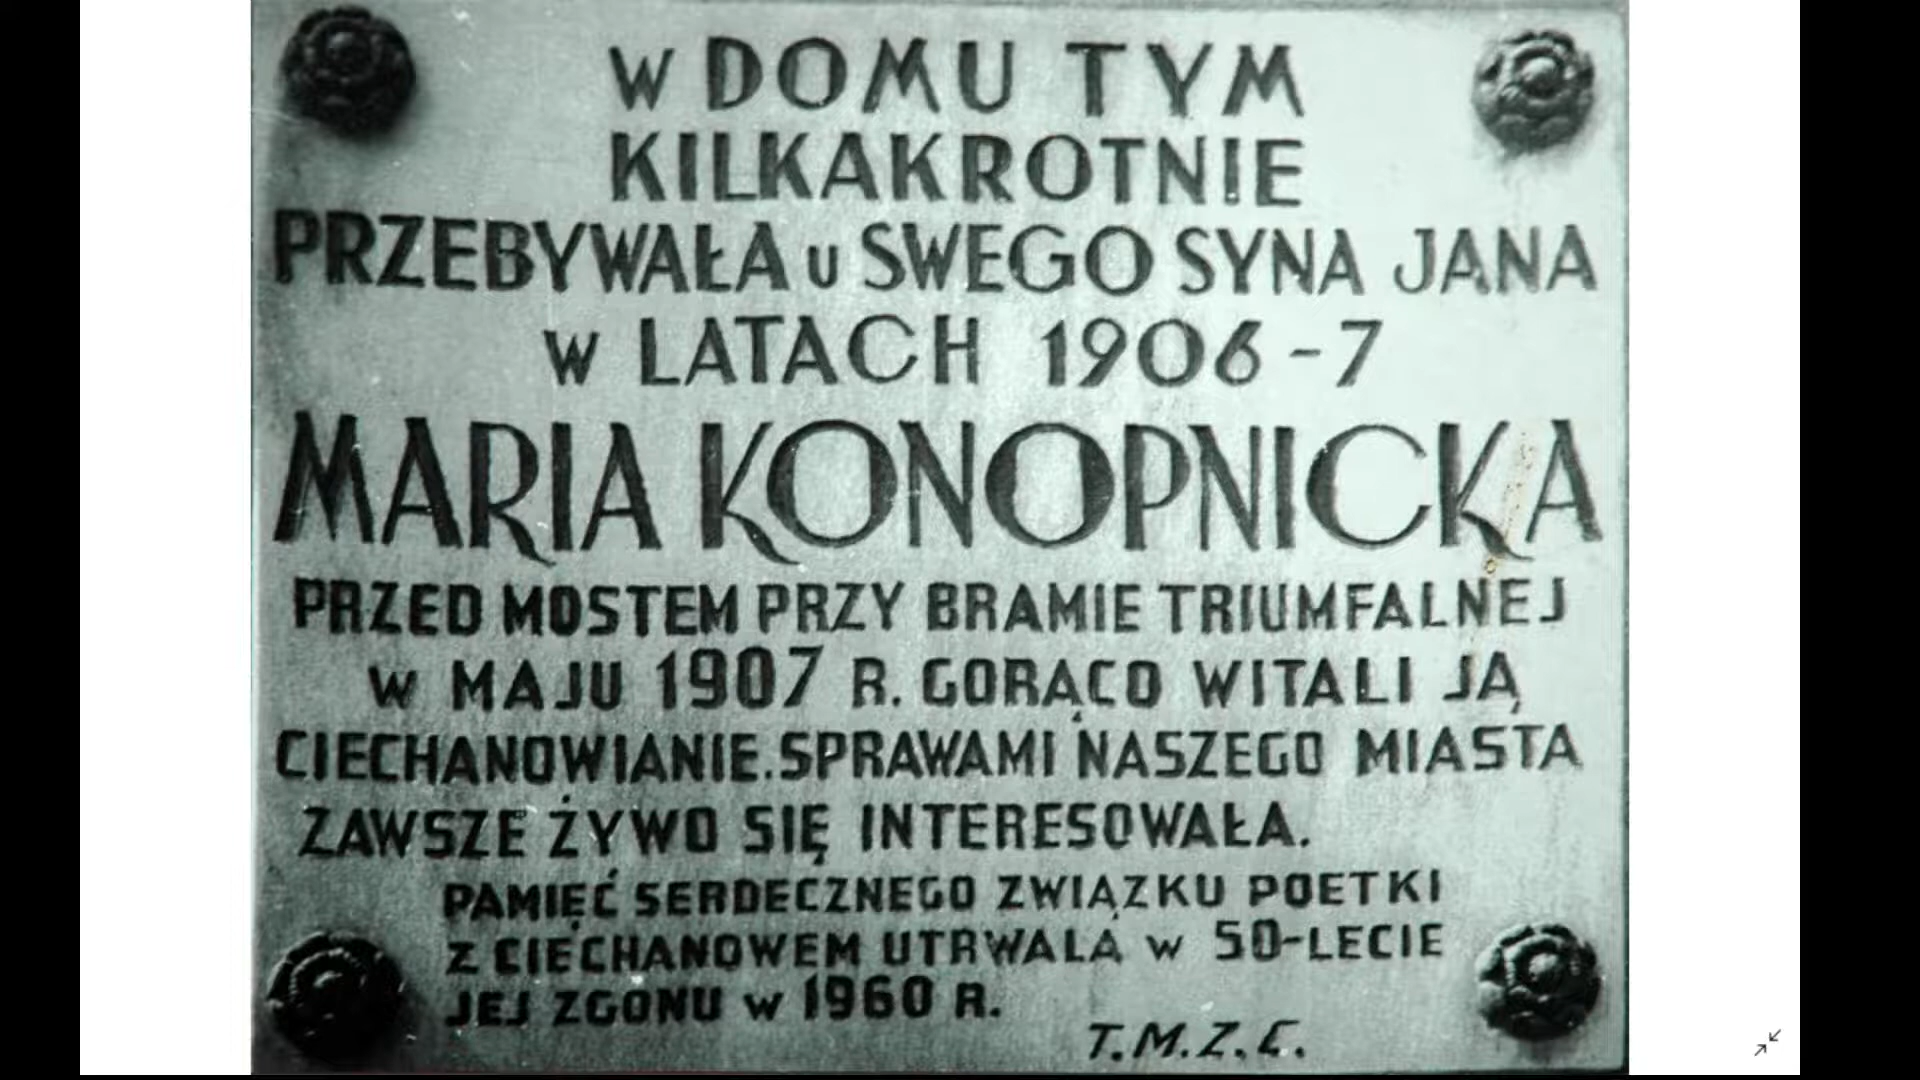 w DOMU TYM
KILKAKROTNIE
PRZEBYWAŁA u SWEGO SYNA JANA
w LATACH 1906-7
MARIA KONOPNICKA
PRZED MOSTEM PRZY BRAMIE TRIUMFALNEJ
w MAJU 1907 R. GORĄCO WITALI JĄ
CIECHANOWIANIE. SPRAWAMI NASZEGO MIASTA
ZAWSZE ŻYWO SIĘ INTERESOWAŁA.
PAMIĘĆ SERDECZNEGO ZWIĄZKU POETKI
Z CIECHANOWEM UTRWALA w 50-LECIE
JEJ ZGONU w 1960 R.
T.M.Z.C.